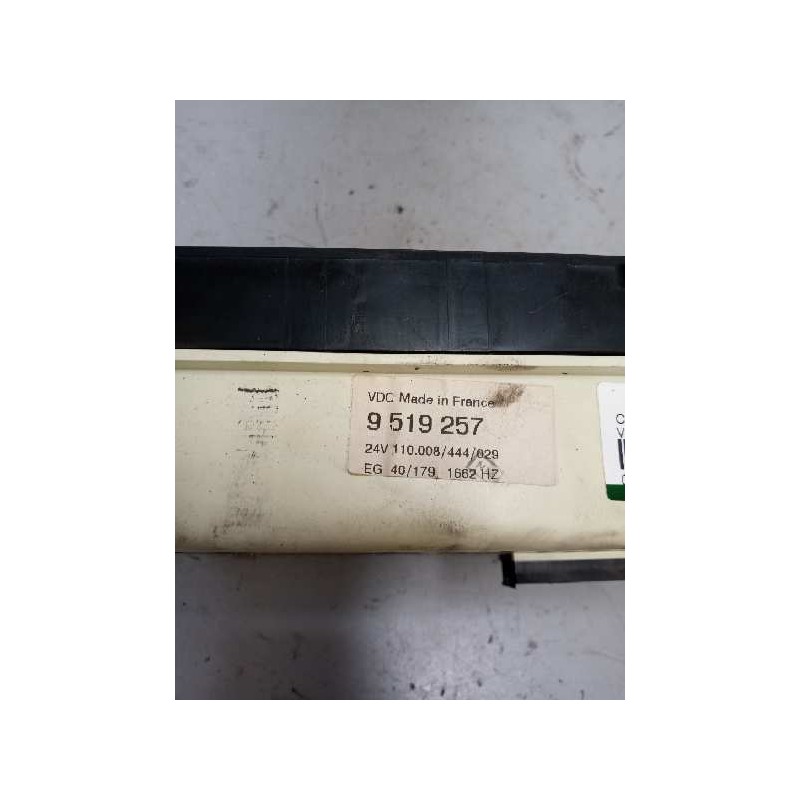 VDC Made in France
9 519 257
24V 110.008/444/029
EG 40/179 1662 HZ